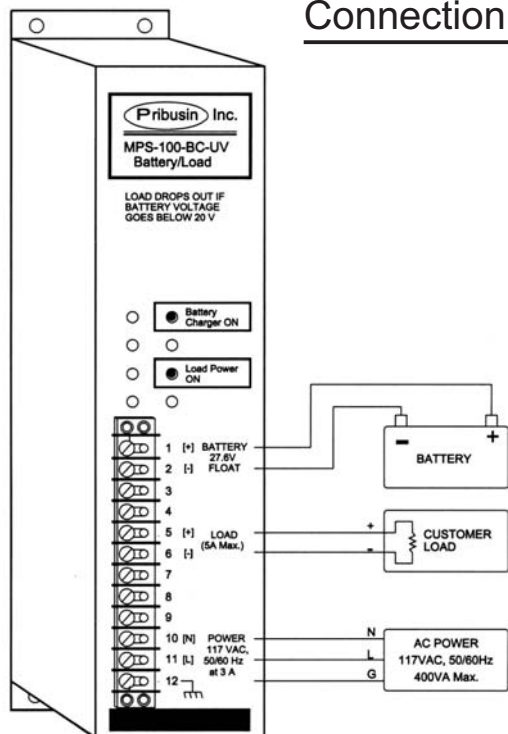 Connection
Pribusin Inc.
MPS-100-BC-UV
Battery/Load
LOAD DROPS OUT IF
BATTERY VOLTAGE
GOES BELOW 20 V
Battery
Charger ON
Load Power
ON
1 [+] BATTERY
27.6V
2 [-] FLOAT
3
4
5 [+] LOAD
(5A Max.)
6 [-]
7
8
9
10 [N] POWER
117 VAC,
11 [L] 50/60 Hz
at 3 A
12
- +
BATTERY
+
-
CUSTOMER
LOAD
N
L
G
AC POWER
117VAC, 50/60Hz
400VA Max.